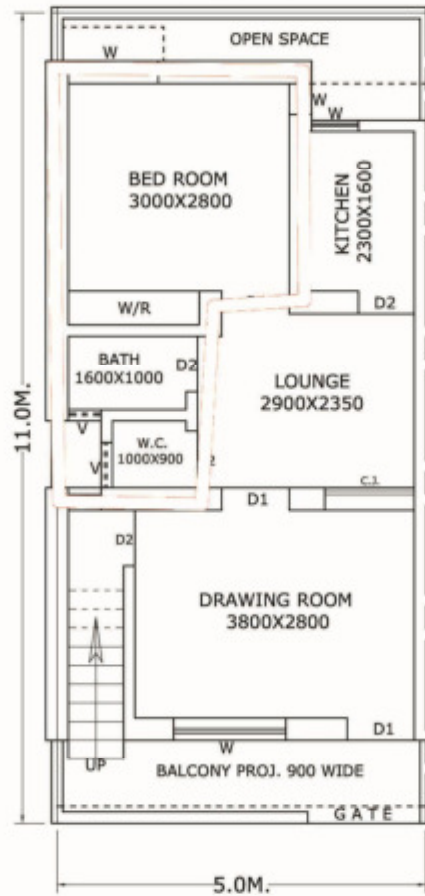 OPEN SPACE
W
W
W
BED ROOM
3000X2800
KITCHEN
2300X1600
W/R
D2
BATH
1600X1000
D2
LOUNGE
2900X2350
11.0M.
V
W.C.
1000X900
V
2
C.J.
D1
D2
DRAWING ROOM
3800X2800
D1
W
UP
BALCONY PROJ. 900 WIDE
GATE
5.0M.